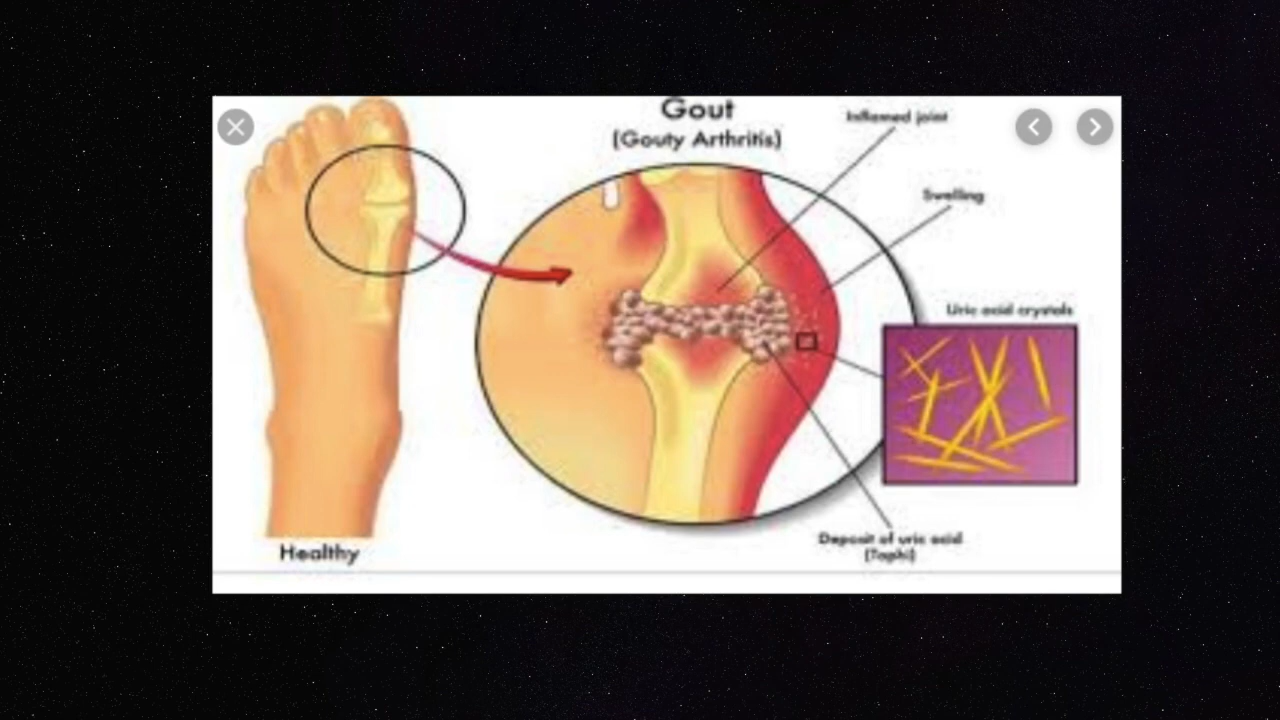 Gout
(Gouty Arthritis)
Inflamed joint
Swelling
Uric acid crystals
Deposit of uric acid
(Tophi)
Healthy